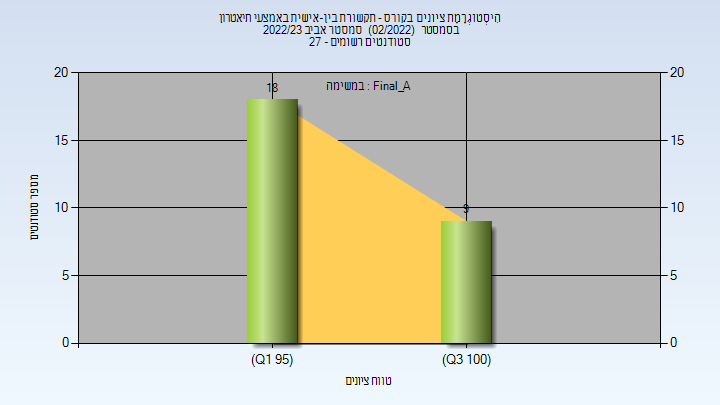 היסטוגרמת ציונים בקורס - תקשורת בין-אישית באמצעי תיאטרון
בסמסטר (02/2022) סמסטר אביב 2022/23
סטודנטים רשומים - 27
במשימה : Final_A
20
15
10
5
0
20
15
10
5
0
18
9
מספר סטודנטים
(Q1 95)
(Q3 100)
טווח ציונים